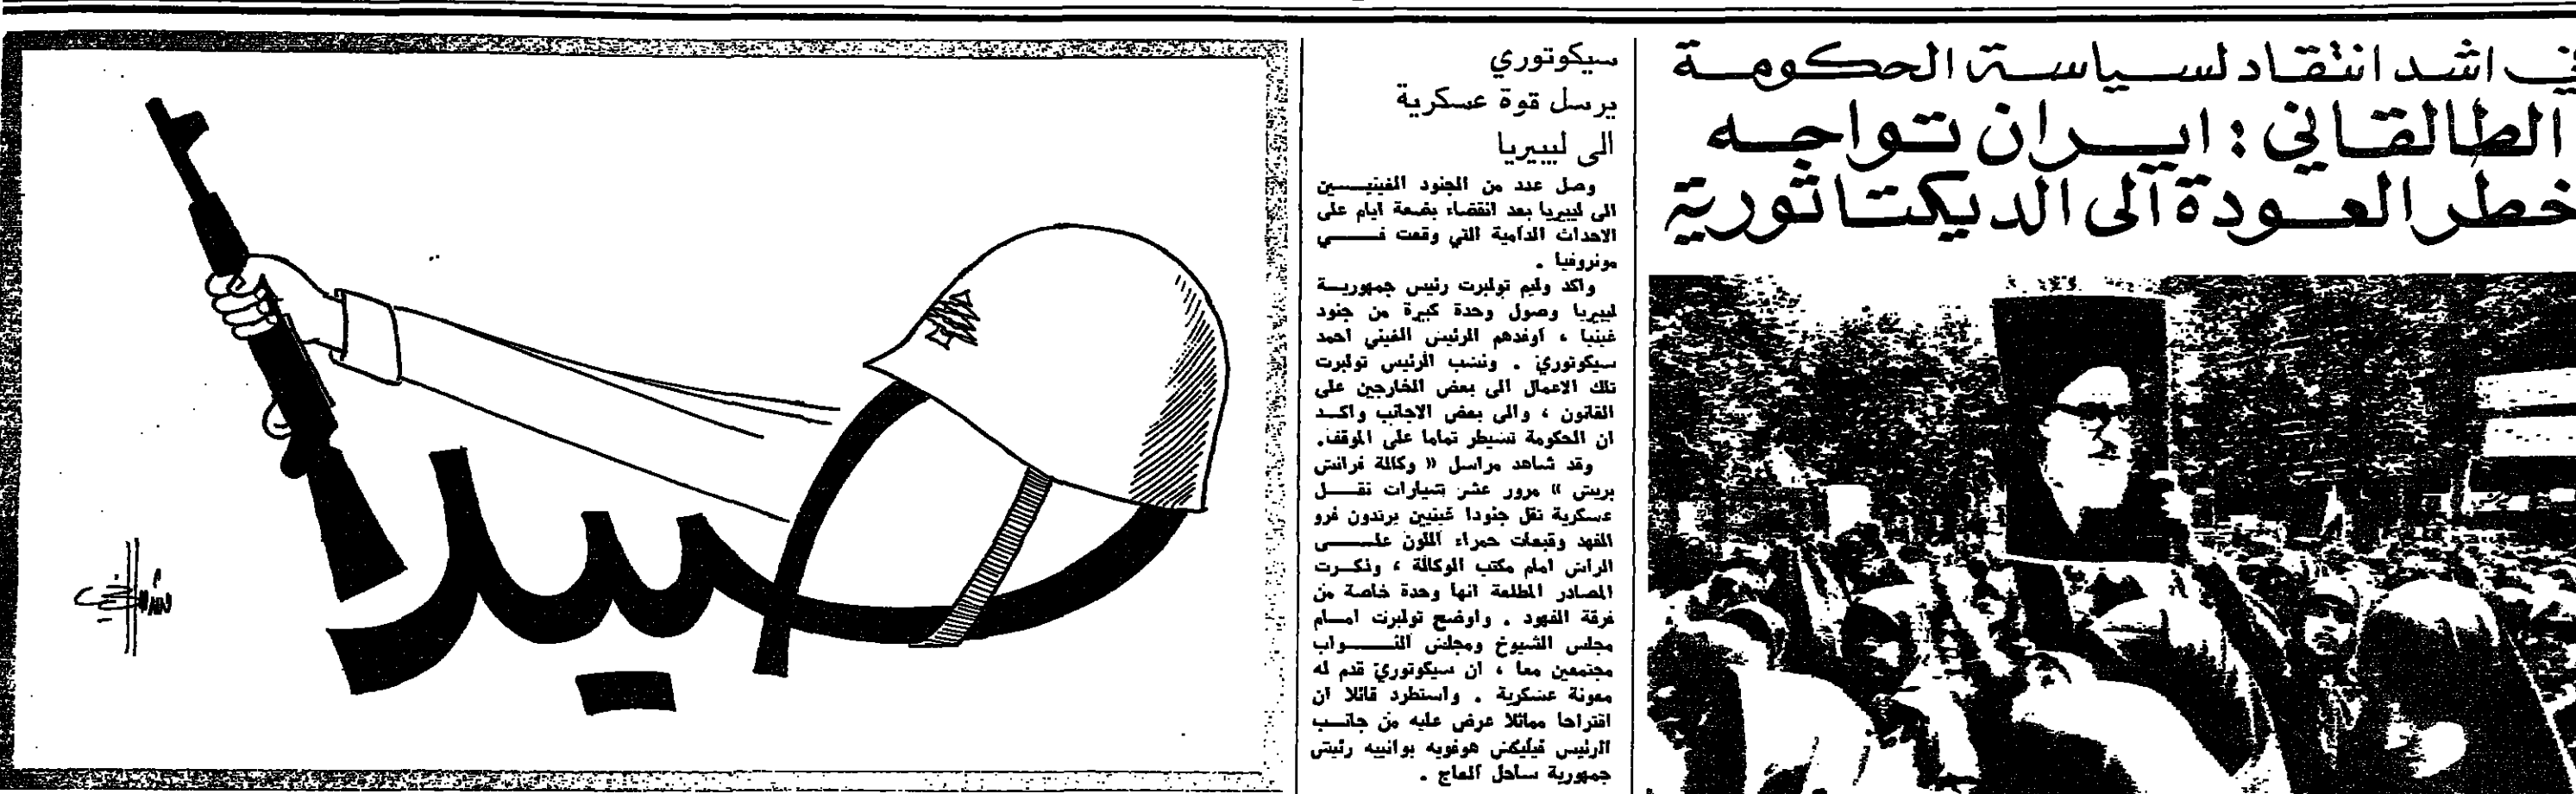 في اشد انتقاد لسياسة الحكومة
الطالقاني : ايران تواجه
خطر العودة الى الديكتاتورية
سيكوتوري
يرسل قوة عسكرية
الى ليبيريا
وصل عدد من الجنود الغينيين
الى ليبيريا بعد انقضاء بضعة ايام على
الاحداث الدامية التي وقعت في
مونروفيا .
واكد وليم تولبرت رئيس جمهورية
ليبيريا وصول وحدة كبيرة من جنود
غينيا ، اوفدهم الرئيس الغيني احمد
سيكوتوري . ونسب الرئيس تولبرت
تلك الاعمال الى بعض الخارجين على
القانون ، والى بعض الاجانب واكد
ان الحكومة تسيطر تماما على الموقف.
وقد شاهد مراسل « وكالة فرانس
بريس » مرور عشر سيارات نقل
عسكرية تقل جنودا غينيين يرتدون فرو
الفهد وقبعات حمراء اللون على
الراس امام مكتب الوكالة ، وذكرت
المصادر المطلعة انها وحدة خاصة من
فرقة الفهود . واوضح تولبرت امام
مجلس الشيوخ ومجلس النواب
مجتمعين معا ، ان سيكوتوري قدم له
معونة عسكرية . واستطرد قائلا ان
اقتراحا مماثلا عرض عليه من جانب
الرئيس فيليكس هوفويه بوانييه رئيس
جمهورية ساحل العاج .